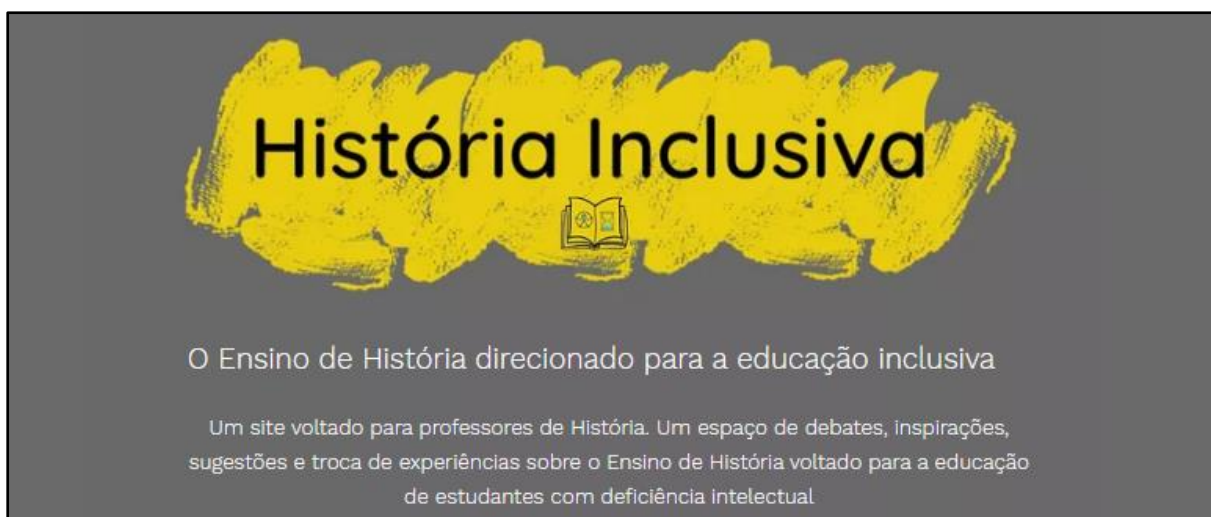 História Inclusiva
O Ensino de História direcionado para a educação inclusiva
Um site voltado para professores de História. Um espaço de debates, inspirações,
sugestões e troca de experiências sobre o Ensino de História voltado para a educação
de estudantes com deficiência intelectual